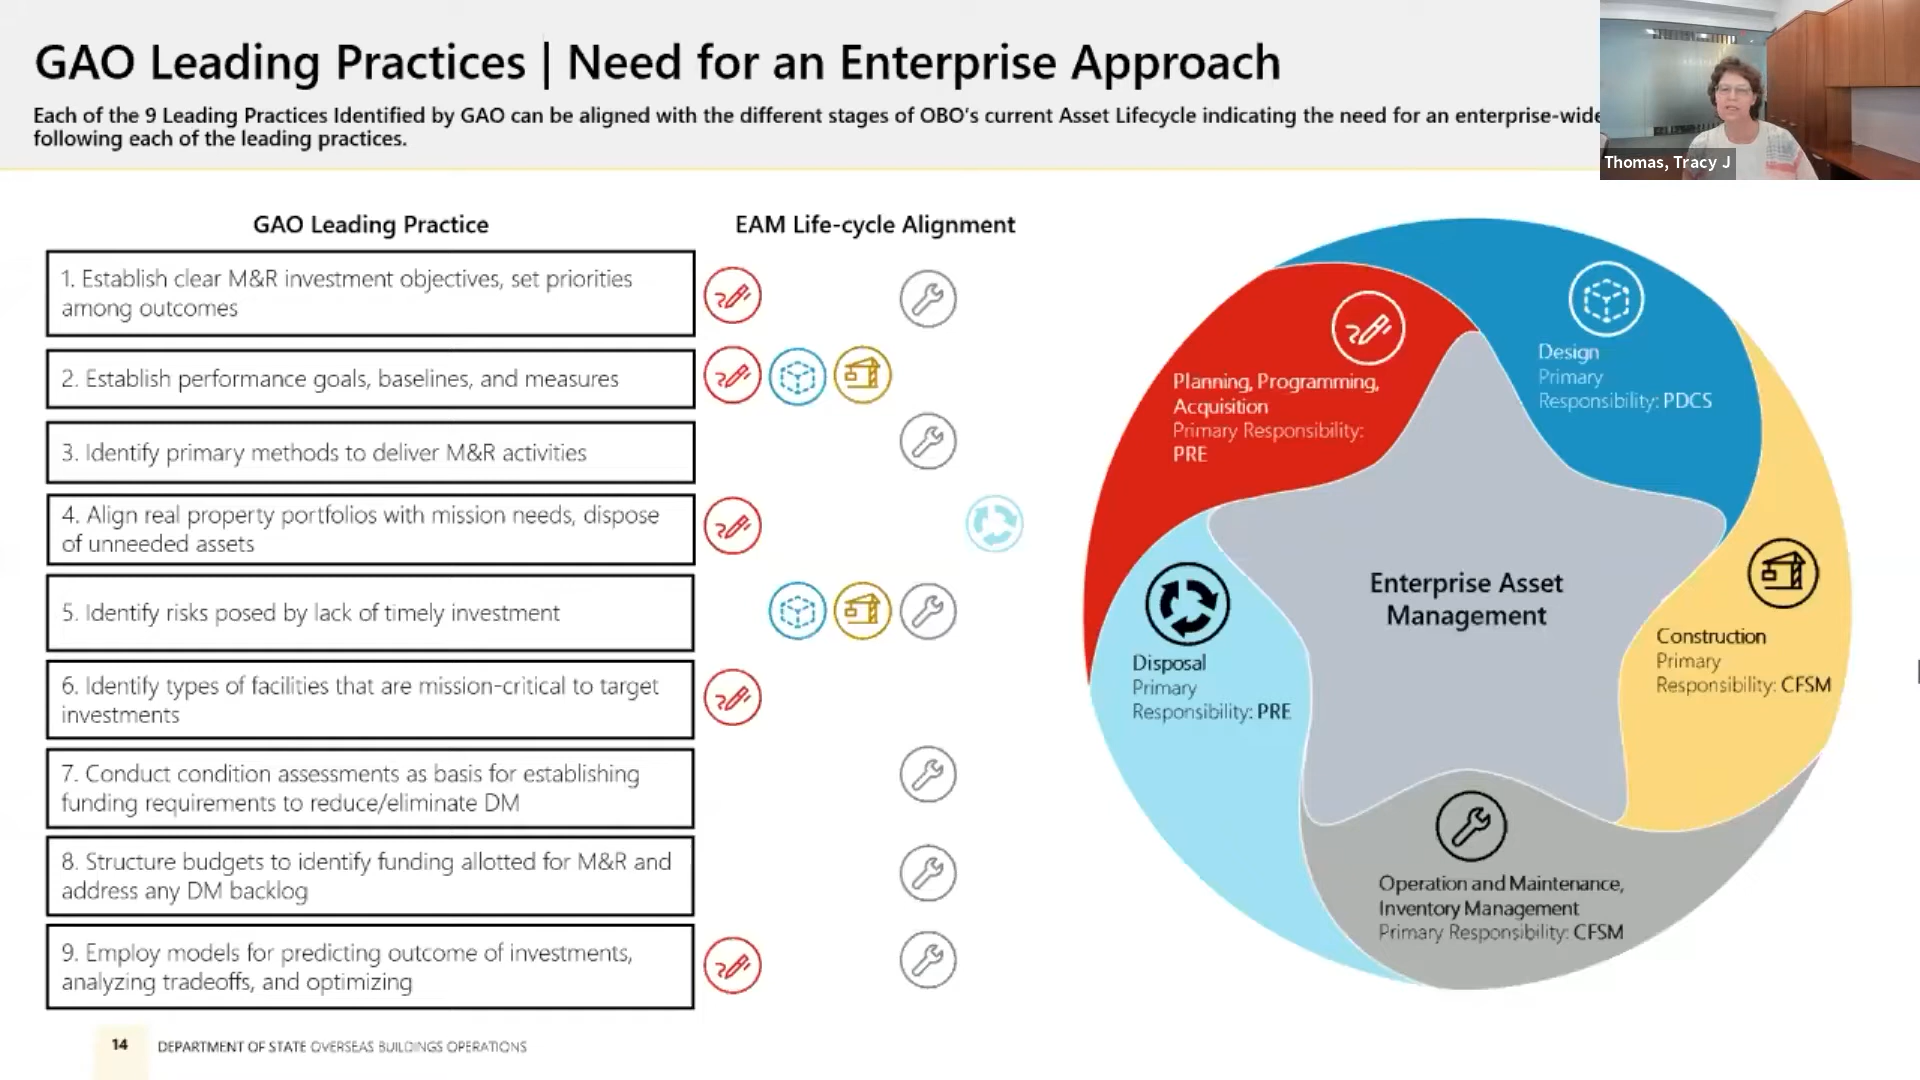 GAO Leading Practices | Need for an Enterprise Approach
Each of the 9 Leading Practices Identified by GAO can be aligned with the different stages of OBO's current Asset Lifecycle indicating the need for an enterprise-wide
following each of the leading practices.
Thomas, Tracy J
GAO Leading Practice
EAM Life-cycle Alignment
1. Establish clear M&R investment objectives, set priorities
among outcomes
2. Establish performance goals, baselines, and measures
3. Identify primary methods to deliver M&R activities
4. Align real property portfolios with mission needs, dispose
of unneeded assets
5. Identify risks posed by lack of timely investment
6. Identify types of facilities that are mission-critical to target
investments
7. Conduct condition assessments as basis for establishing
funding requirements to reduce/eliminate DM
8. Structure budgets to identify funding allotted for M&R and
address any DM backlog
9. Employ models for predicting outcome of investments,
analyzing tradeoffs, and optimizing
Planning, Programming,
Acquisition
Primary Responsibility:
PRE
Design
Primary
Responsibility: PDCS
Enterprise Asset
Management
Construction
Primary
Responsibility: CFSM
Disposal
Primary
Responsibility: PRE
Operation and Maintenance,
Inventory Management
Primary Responsibility: CFSM
14
DEPARTMENT OF STATE OVERSEAS BUILDINGS OPERATIONS